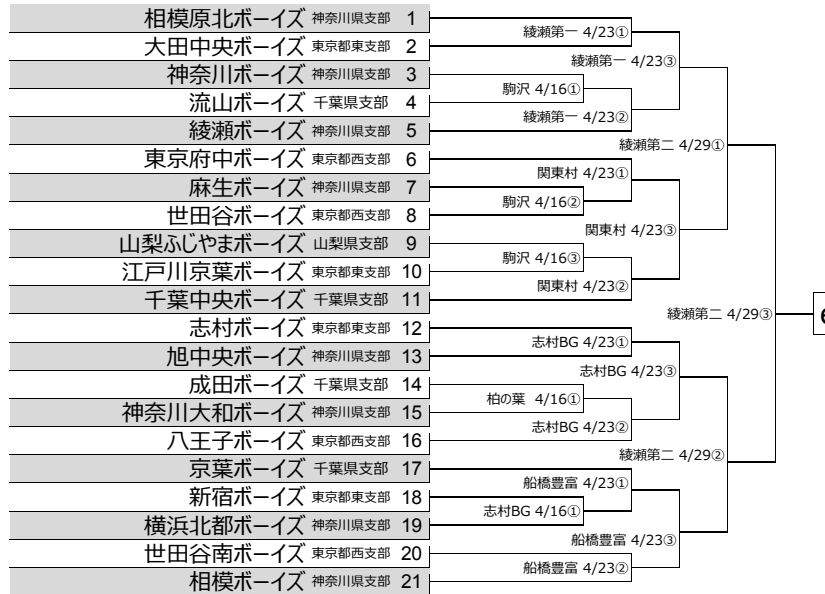 相模原北ボーイズ 神奈川県支部 1
大田中央ボーイズ 東京都東支部 2
神奈川ボーイズ 神奈川県支部 3
流山ボーイズ 千葉県支部 4
綾瀬ボーイズ 神奈川県支部 5
東京府中ボーイズ 東京都西支部 6
麻生ボーイズ 神奈川県支部 7
世田谷ボーイズ 東京都西支部 8
山梨ふじやまボーイズ 山梨県支部 9
江戸川京葉ボーイズ 東京都東支部 10
千葉中央ボーイズ 千葉県支部 11
志村ボーイズ 東京都東支部 12
旭中央ボーイズ 神奈川県支部 13
成田ボーイズ 千葉県支部 14
神奈川大和ボーイズ 神奈川県支部 15
八王子ボーイズ 東京都西支部 16
京葉ボーイズ 千葉県支部 17
新宿ボーイズ 東京都東支部 18
横浜北都ボーイズ 神奈川県支部 19
世田谷南ボーイズ 東京都西支部 20
相模ボーイズ 神奈川県支部 21
綾瀬第一 4/23①
綾瀬第一 4/23③
駒沢 4/16①
綾瀬第一 4/23②
綾瀬第二 4/29①
関東村 4/23①
駒沢 4/16②
関東村 4/23③
駒沢 4/16③
関東村 4/23②
綾瀬第二 4/29③
志村BG 4/23①
志村BG 4/23③
柏の葉 4/16①
志村BG 4/23②
綾瀬第二 4/29②
船橋豊富 4/23①
志村BG 4/16①
船橋豊富 4/23③
船橋豊富 4/23②